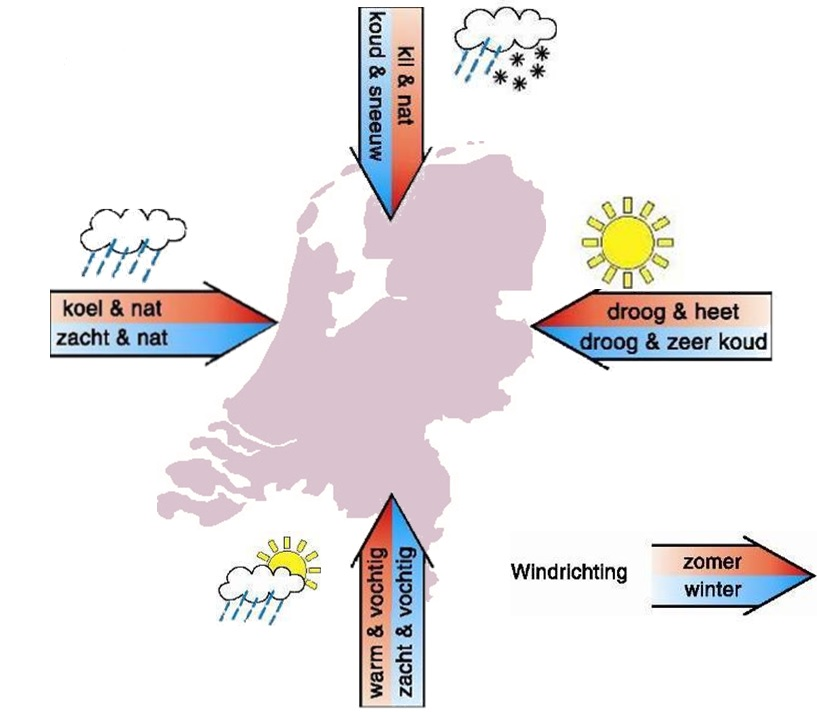 koud & sneeuw
kil & nat
koel & nat
zacht & nat
droog & heet
droog & zeer koud
warm & vochtig
zacht & vochtig
Windrichting
zomer
winter